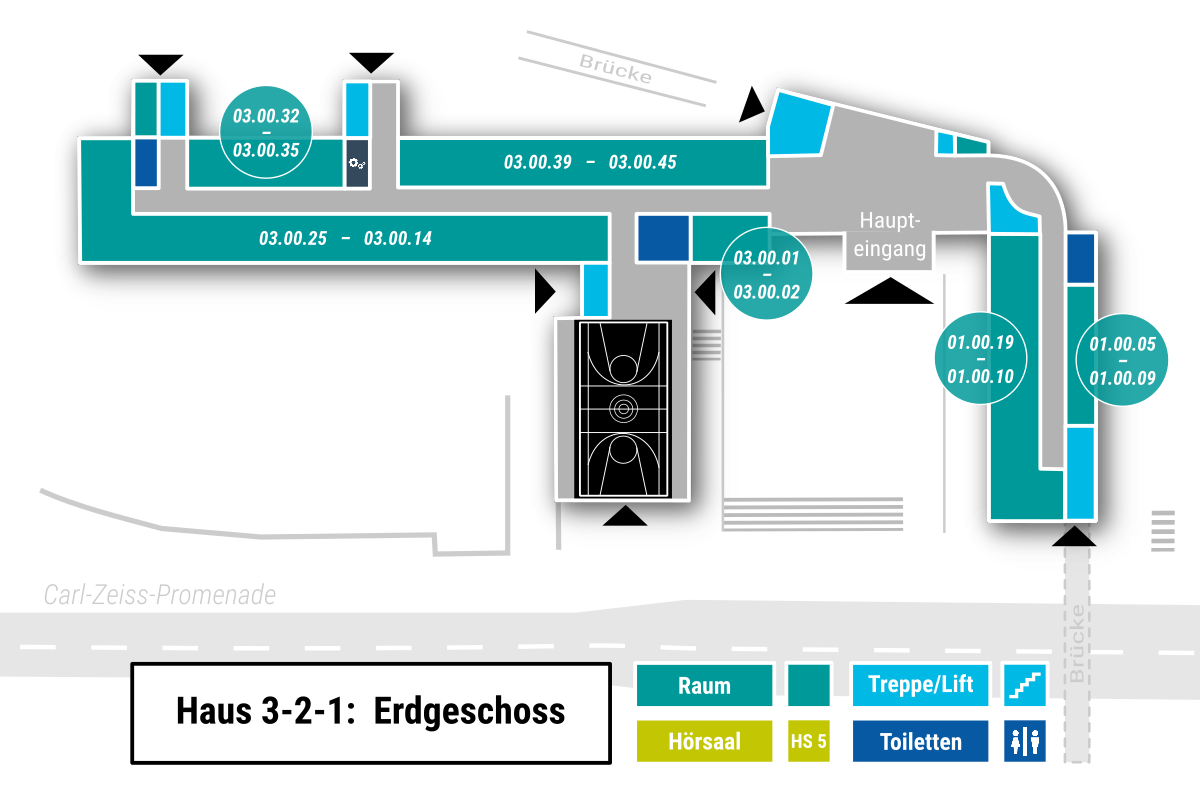 Brücke
03.00.32
–
03.00.35
03.00.39 – 03.00.45
03.00.25 – 03.00.14
Haupt-
eingang
03.00.01
–
03.00.02
01.00.19
–
01.00.10
01.00.05
–
01.00.09
Carl-Zeiss-Promenade
Brücke
Haus 3-2-1: Erdgeschoss
Raum
Treppe/Lift
Hörsaal
HS 5
Toiletten